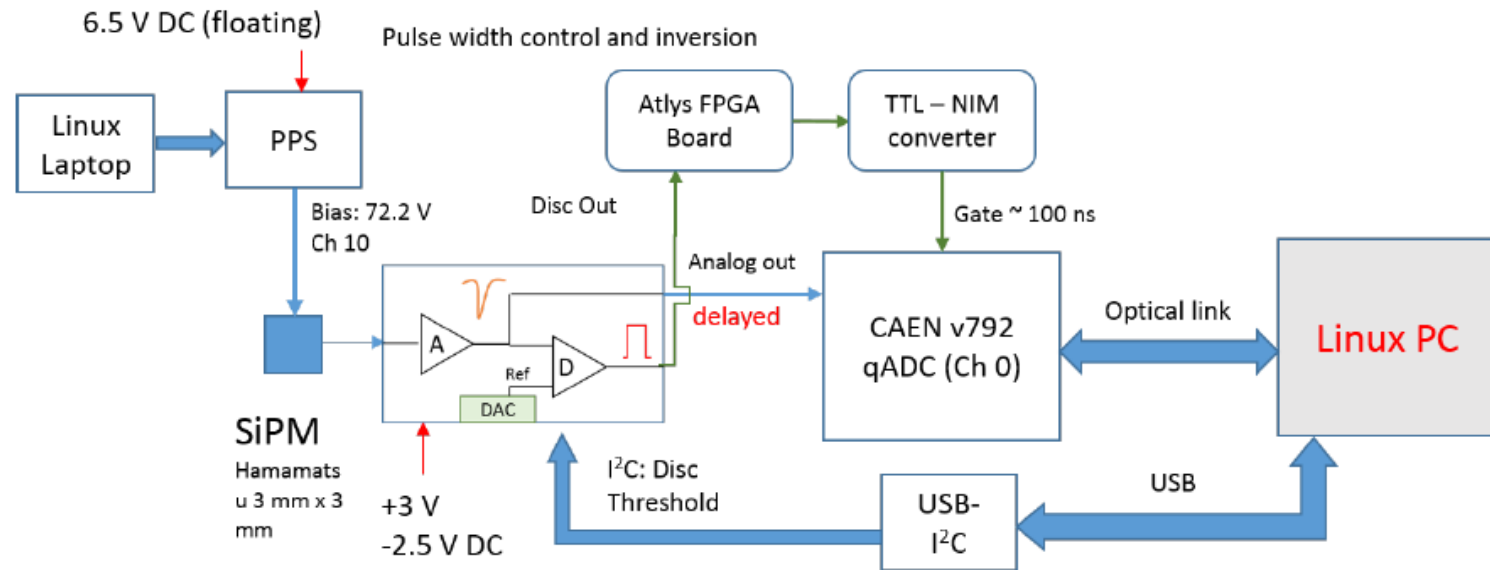 6.5 V DC (floating)
Pulse width control and inversion
Linux
Laptop
PPS
Atlys FPGA
Board
TTL – NIM
converter
Bias: 72.2 V
Ch 10
Disc Out
Gate ~ 100 ns
Analog out
delayed
A
D
Ref
DAC
CAEN v792
qADC (Ch 0)
Optical link
Linux PC
SiPM
Hamamats
u 3 mm x 3
mm
+3 V
-2.5 V DC
I²C: Disc
Threshold
USB-
I²C
USB